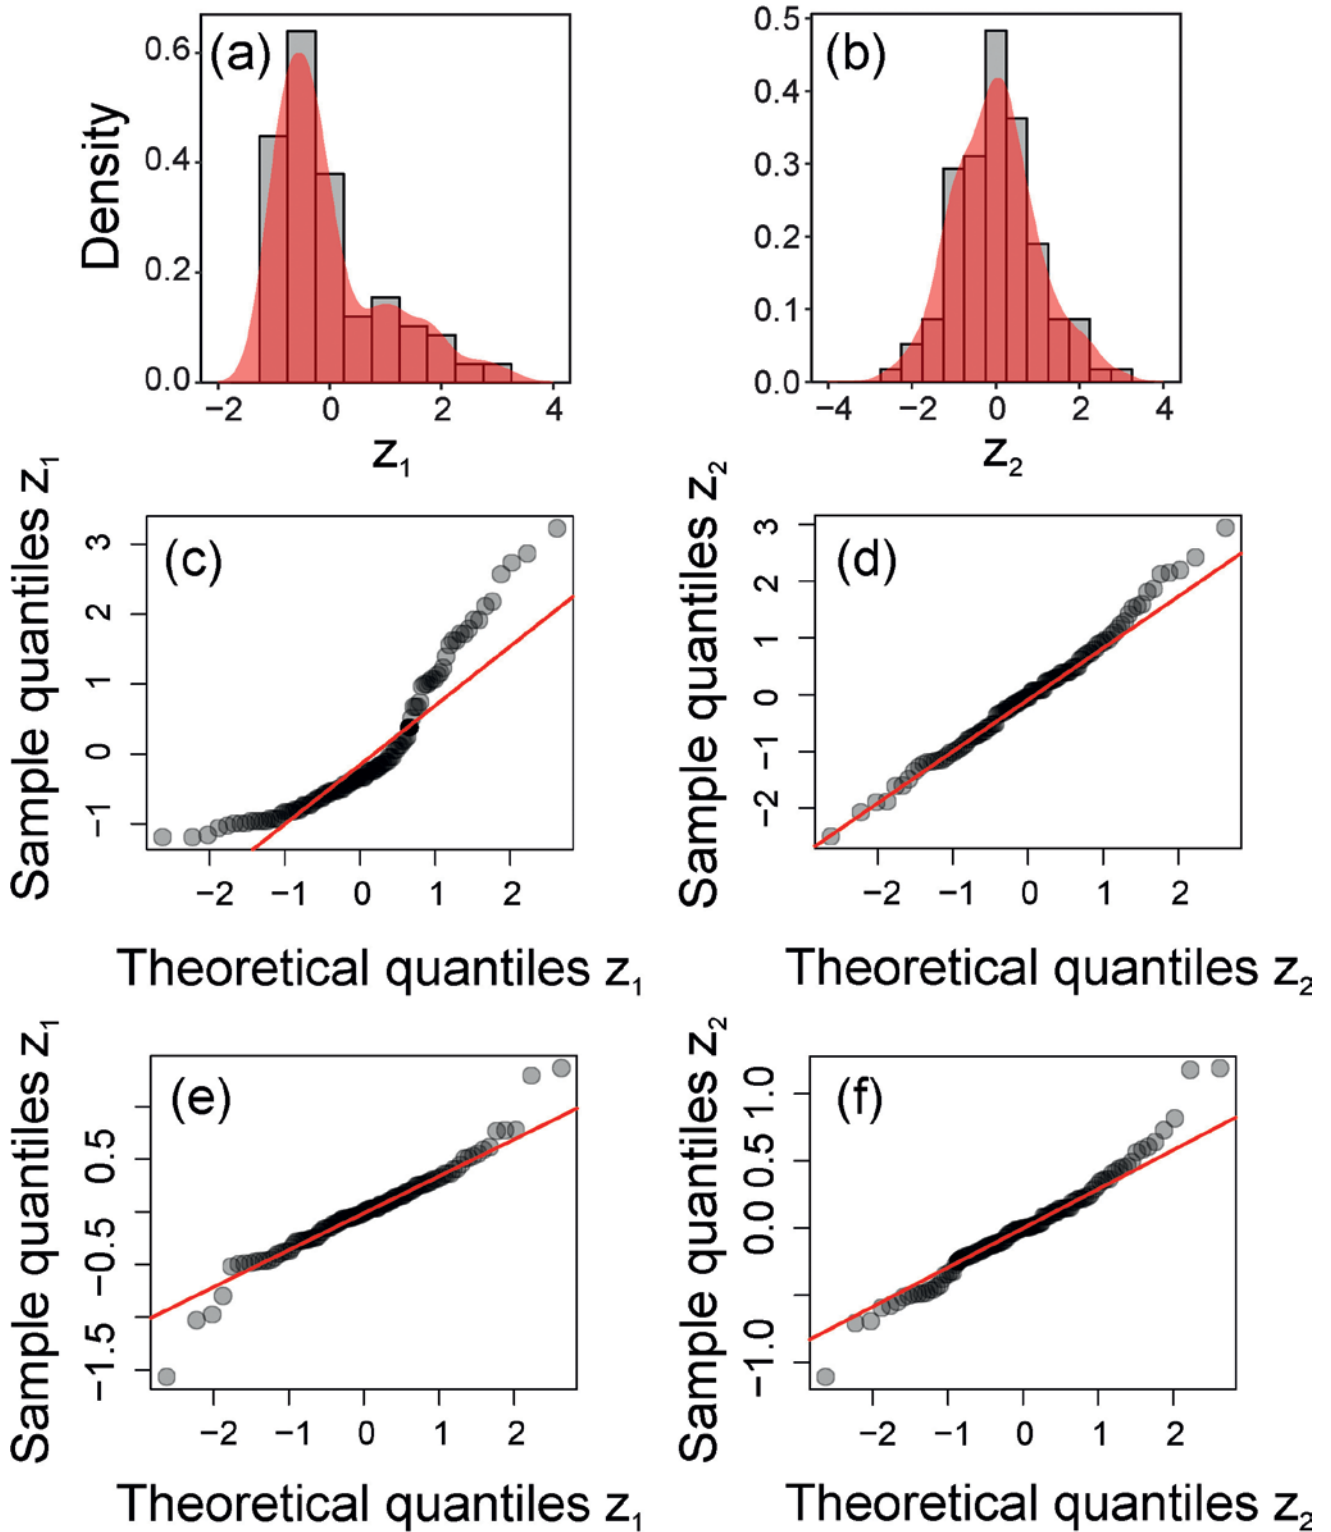 (a)
Density
0.6
0.4
0.2
0.0
−2 0 2 4
z1
(b)
0.5
0.4
0.3
0.2
0.1
0.0
−4 −2 0 2 4
z2
Sample quantiles z1
(c)
3
2
1
0
−1
−2 −1 0 1 2
Theoretical quantiles z1
Sample quantiles z2
(d)
3
2
1
0
−1
−2
−2 −1 0 1 2
Theoretical quantiles z2
Sample quantiles z1
(e)
0.5
−0.5
−1.5
−2 −1 0 1 2
Theoretical quantiles z1
Sample quantiles z2
(f)
1.0
0.5
0.0
−1.0
−2 −1 0 1 2
Theoretical quantiles z2